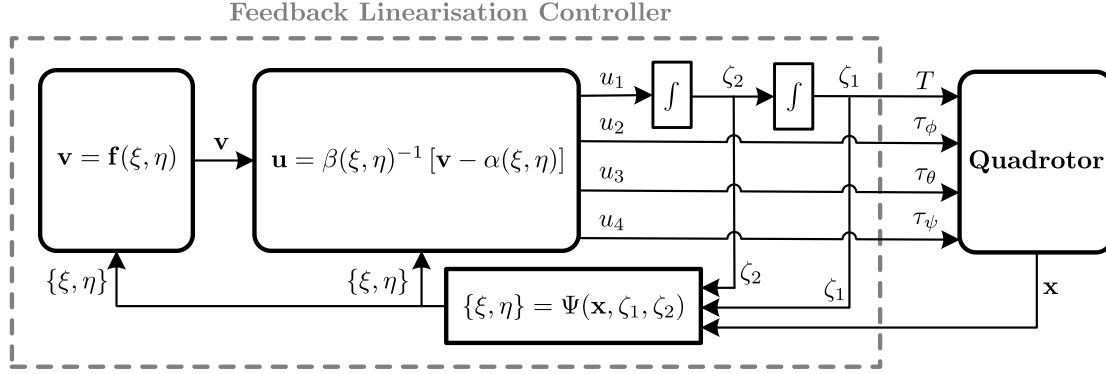 Feedback Linearisation Controller
v = f(ξ, η)
v
u = β(ξ, η)⁻¹ [v − α(ξ, η)]
u₁
∫
ζ₂
∫
ζ₁
T
u₂
τ_ϕ
u₃
τ_θ
u₄
τ_ψ
Quadrotor
{ξ, η}
{ξ, η}
{ξ, η} = Ψ(x, ζ₁, ζ₂)
ζ₂
ζ₁
x